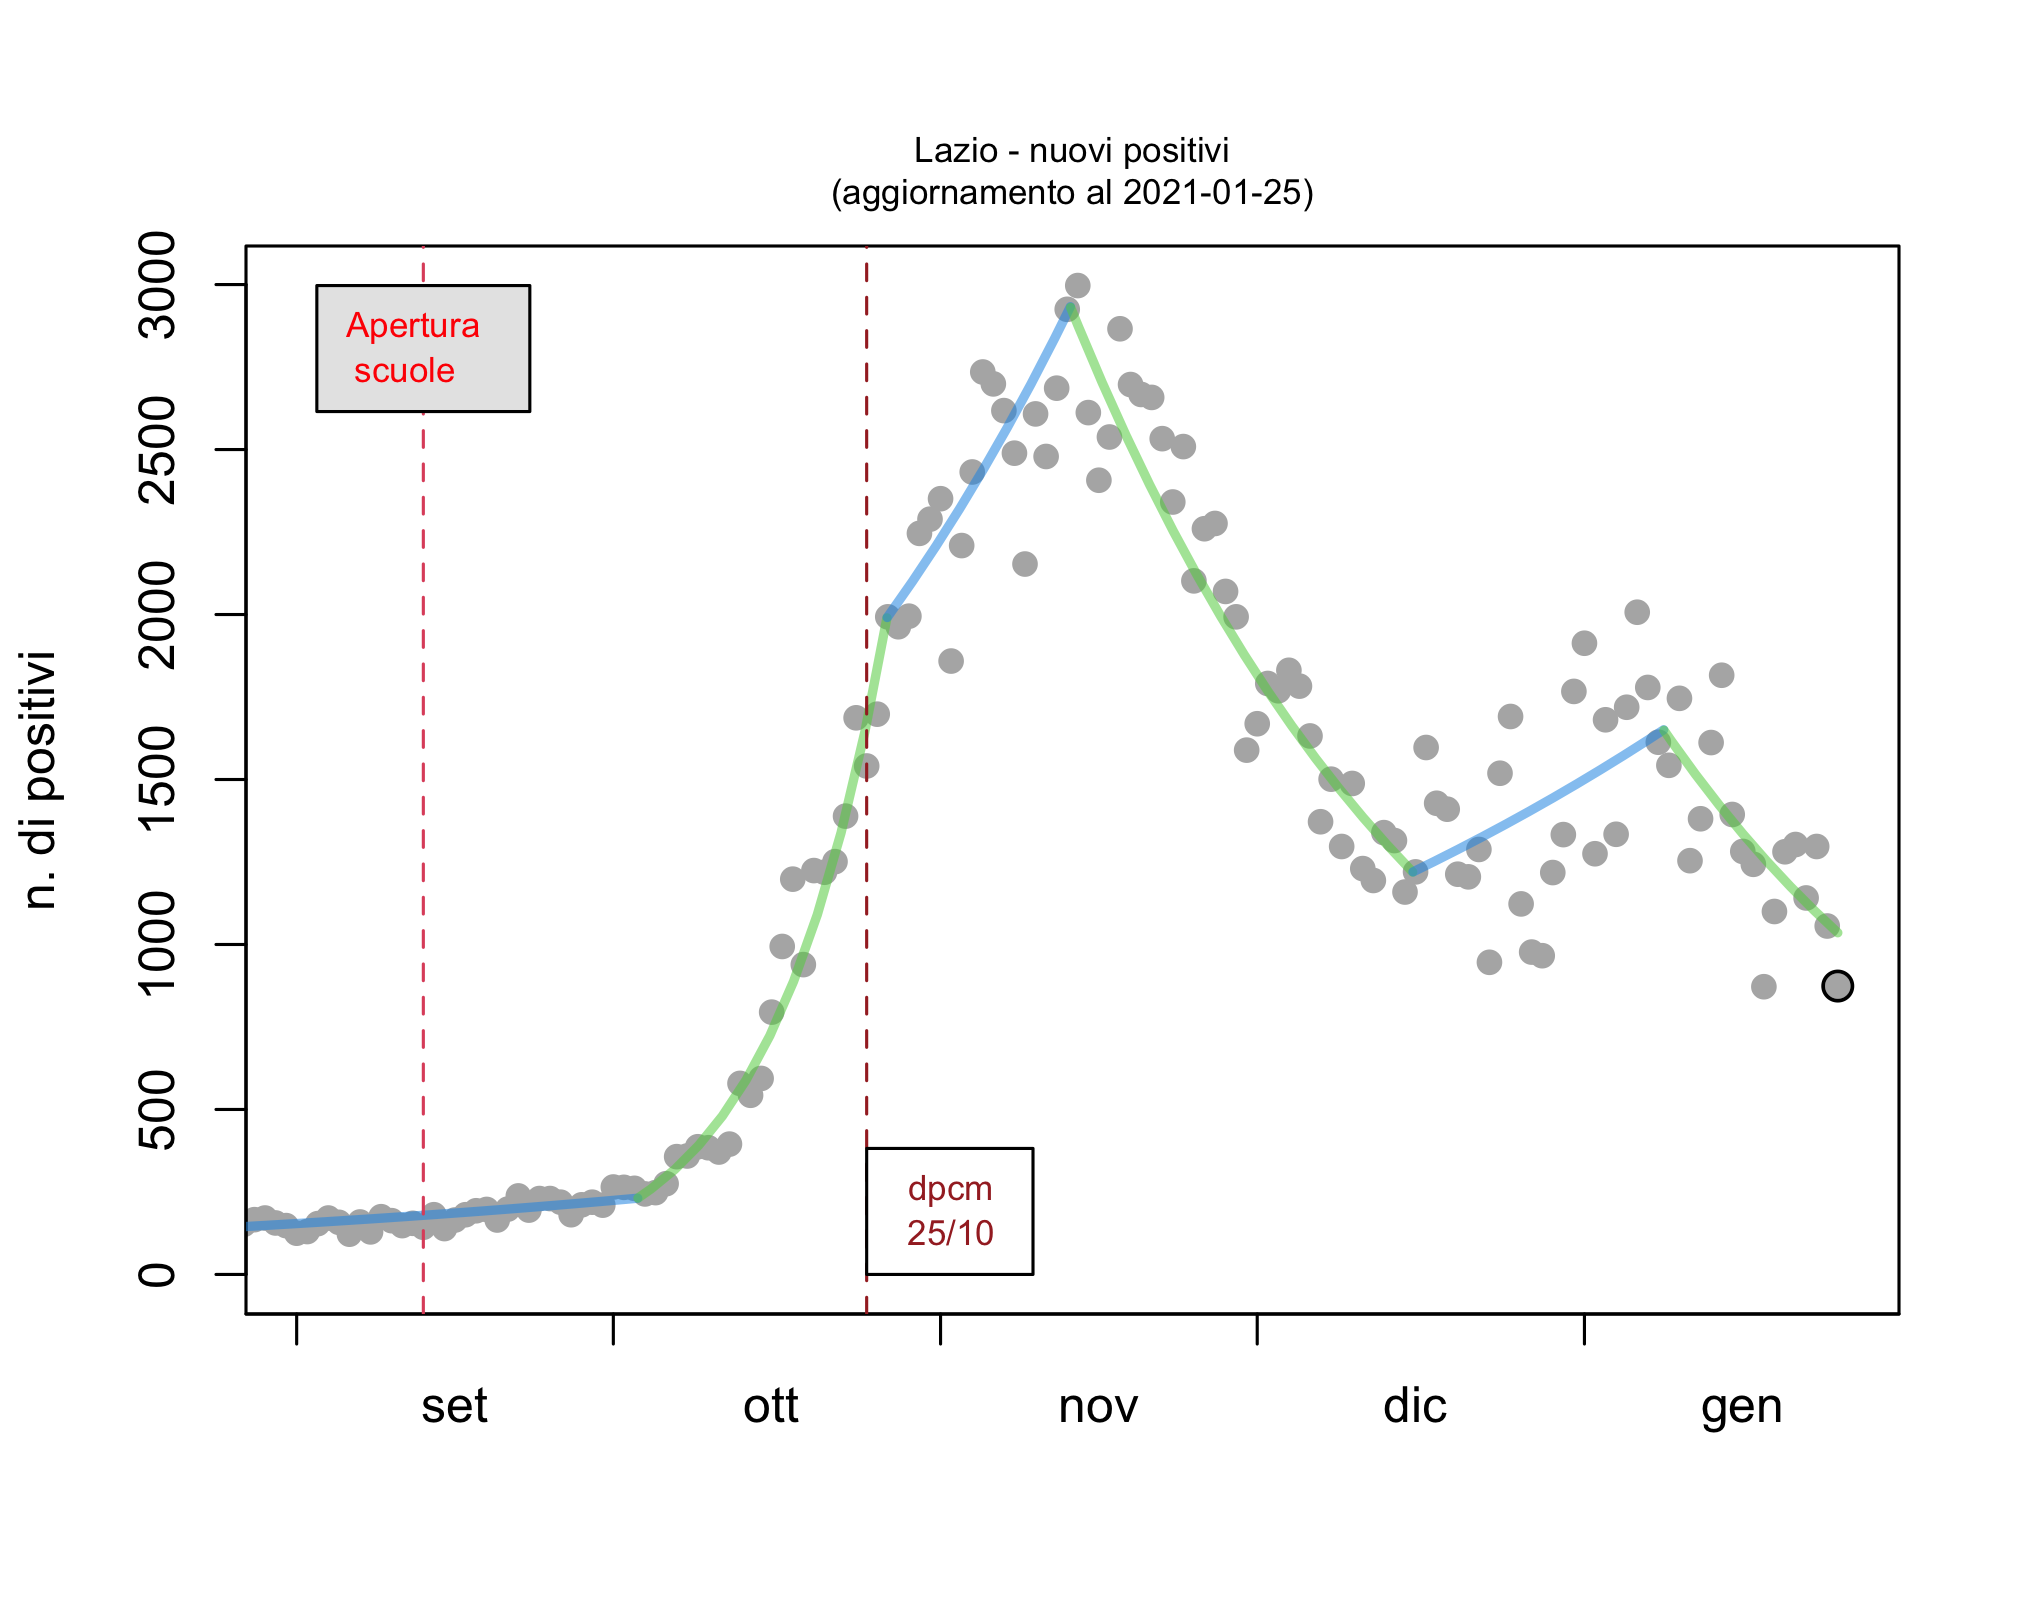 Lazio - nuovi positivi
(aggiornamento al 2021-01-25)
n. di positivi
3000
2500
2000
1500
1000
500
0
Apertura
scuole
dpcm
25/10
set
ott
nov
dic
gen